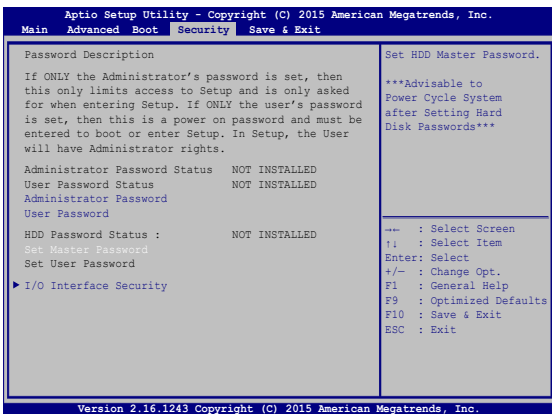 Aptio Setup Utility - Copyright (C) 2015 American Megatrends, Inc.
Main Advanced Boot Security Save & Exit
Password Description
If ONLY the Administrator's password is set, then
this only limits access to Setup and is only asked
for when entering Setup. If ONLY the user's password
is set, then this is a power on password and must be
entered to boot or enter Setup. In Setup, the User
will have Administrator rights.
Administrator Password Status NOT INSTALLED
User Password Status NOT INSTALLED
Administrator Password
User Password
HDD Password Status : NOT INSTALLED
Set Master Password
Set User Password
▶ I/O Interface Security
Set HDD Master Password.
***Advisable to
Power Cycle System
after Setting Hard
Disk Passwords***
→← : Select Screen
↑↓ : Select Item
Enter: Select
+/— : Change Opt.
F1 : General Help
F9 : Optimized Defaults
F10 : Save & Exit
ESC : Exit
Version 2.16.1243 Copyright (C) 2015 American Megatrends, Inc.